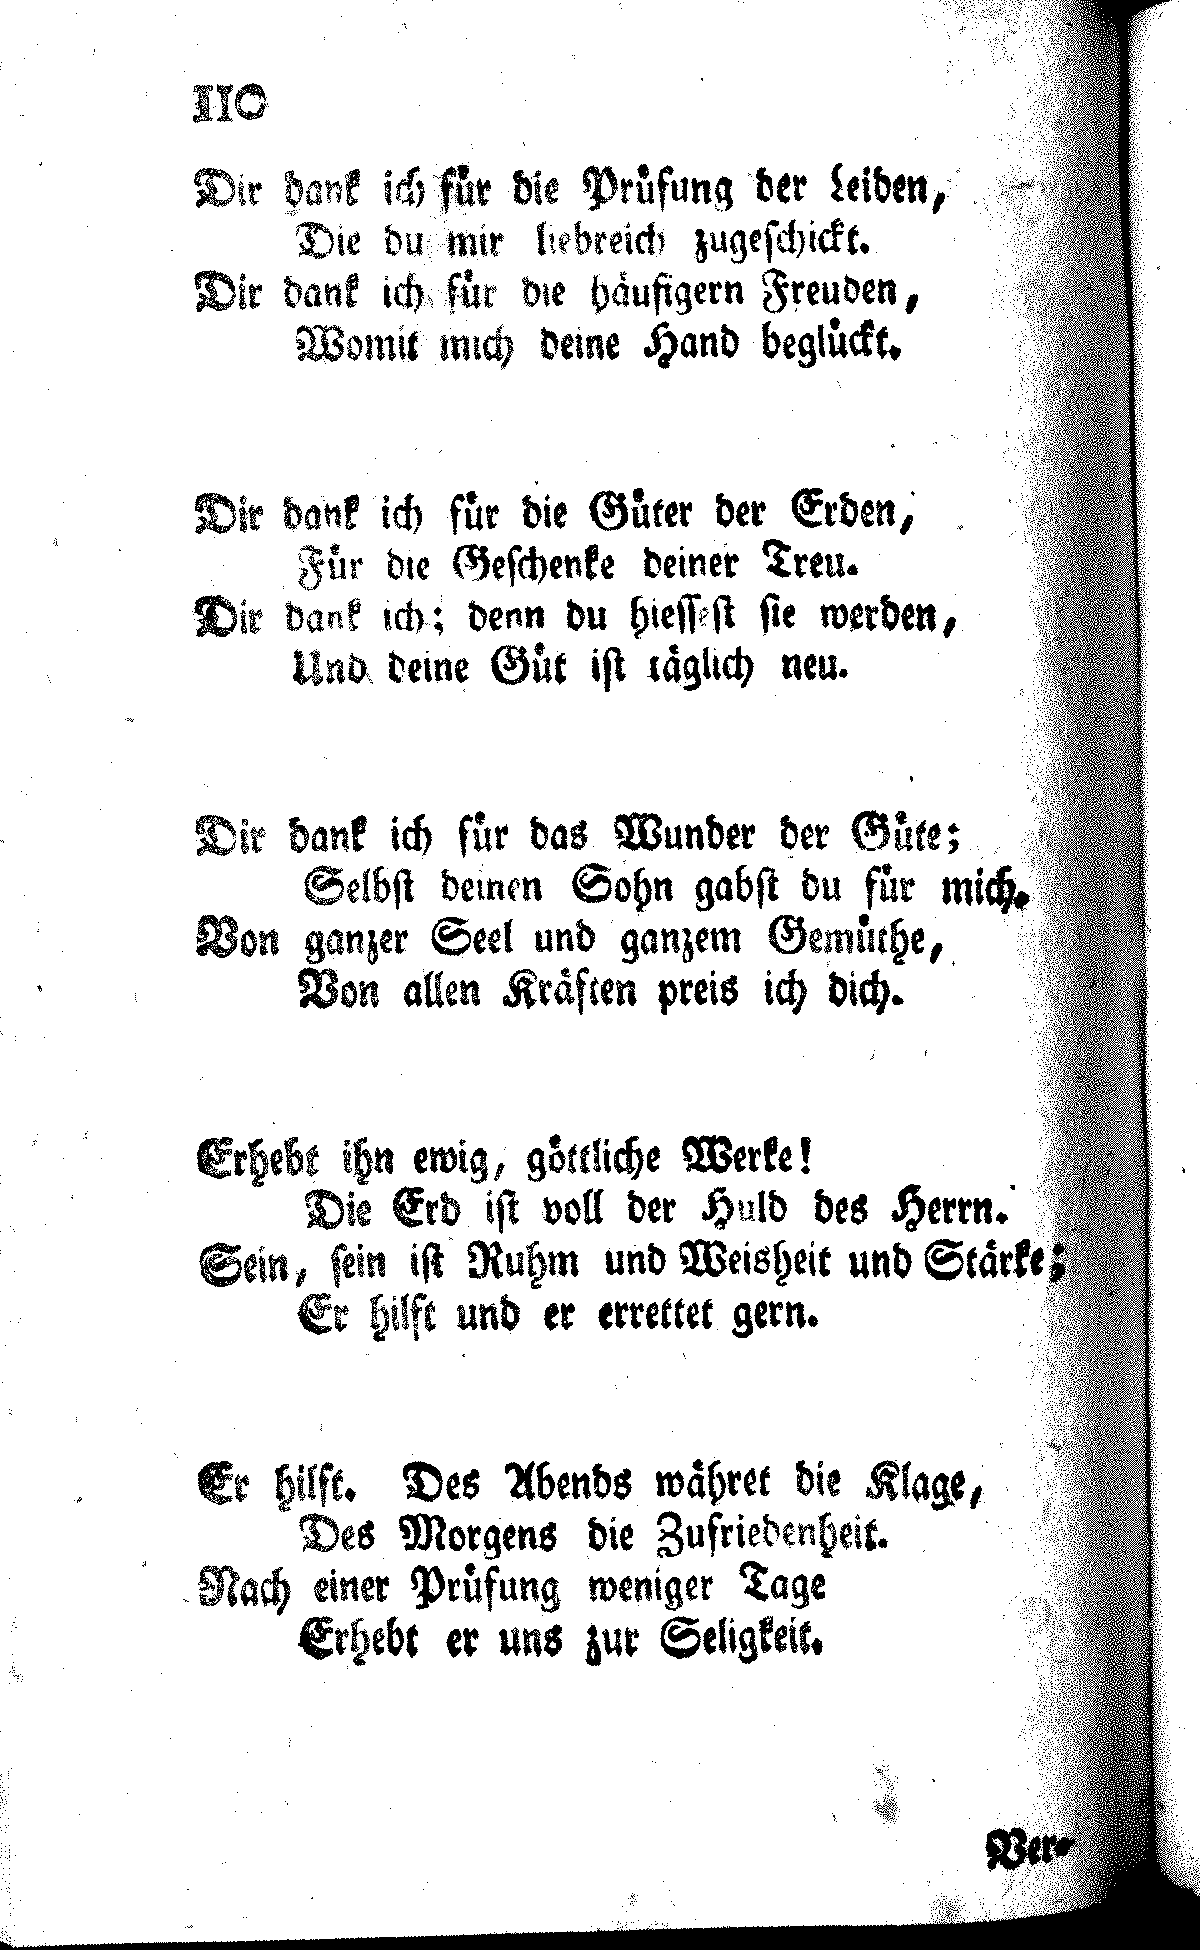 110
Dir dank ich für die Prüfung der Leiden,
Die du mir liebreich zugeschickt.
Dir dank ich für die häufigern Freuden,
Womit mich deine Hand beglückt.
Dir dank ich für die Güter der Erden,
Für die Geschenke deiner Treu.
Dir dank ich; denn du hiessest sie werden,
Und deine Güt ist täglich neu.
Dir dank ich für das Wunder der Güte;
Selbst deinen Sohn gabst du für mich.
Von ganzer Seel und ganzem Gemüthe,
Von allen Kräften preis ich dich.
Erhebt ihn ewig, göttliche Werke!
Die Erd ist voll der Huld des Herrn.
Sein, sein ist Ruhm und Weisheit und Stärke;
Er hilft und er errettet gern.
Er hilft. Des Abends währet die Klage,
Des Morgens die Zufriedenheit.
Nach einer Prüfung weniger Tage
Erhebt er uns zur Seligkeit.
Ver-